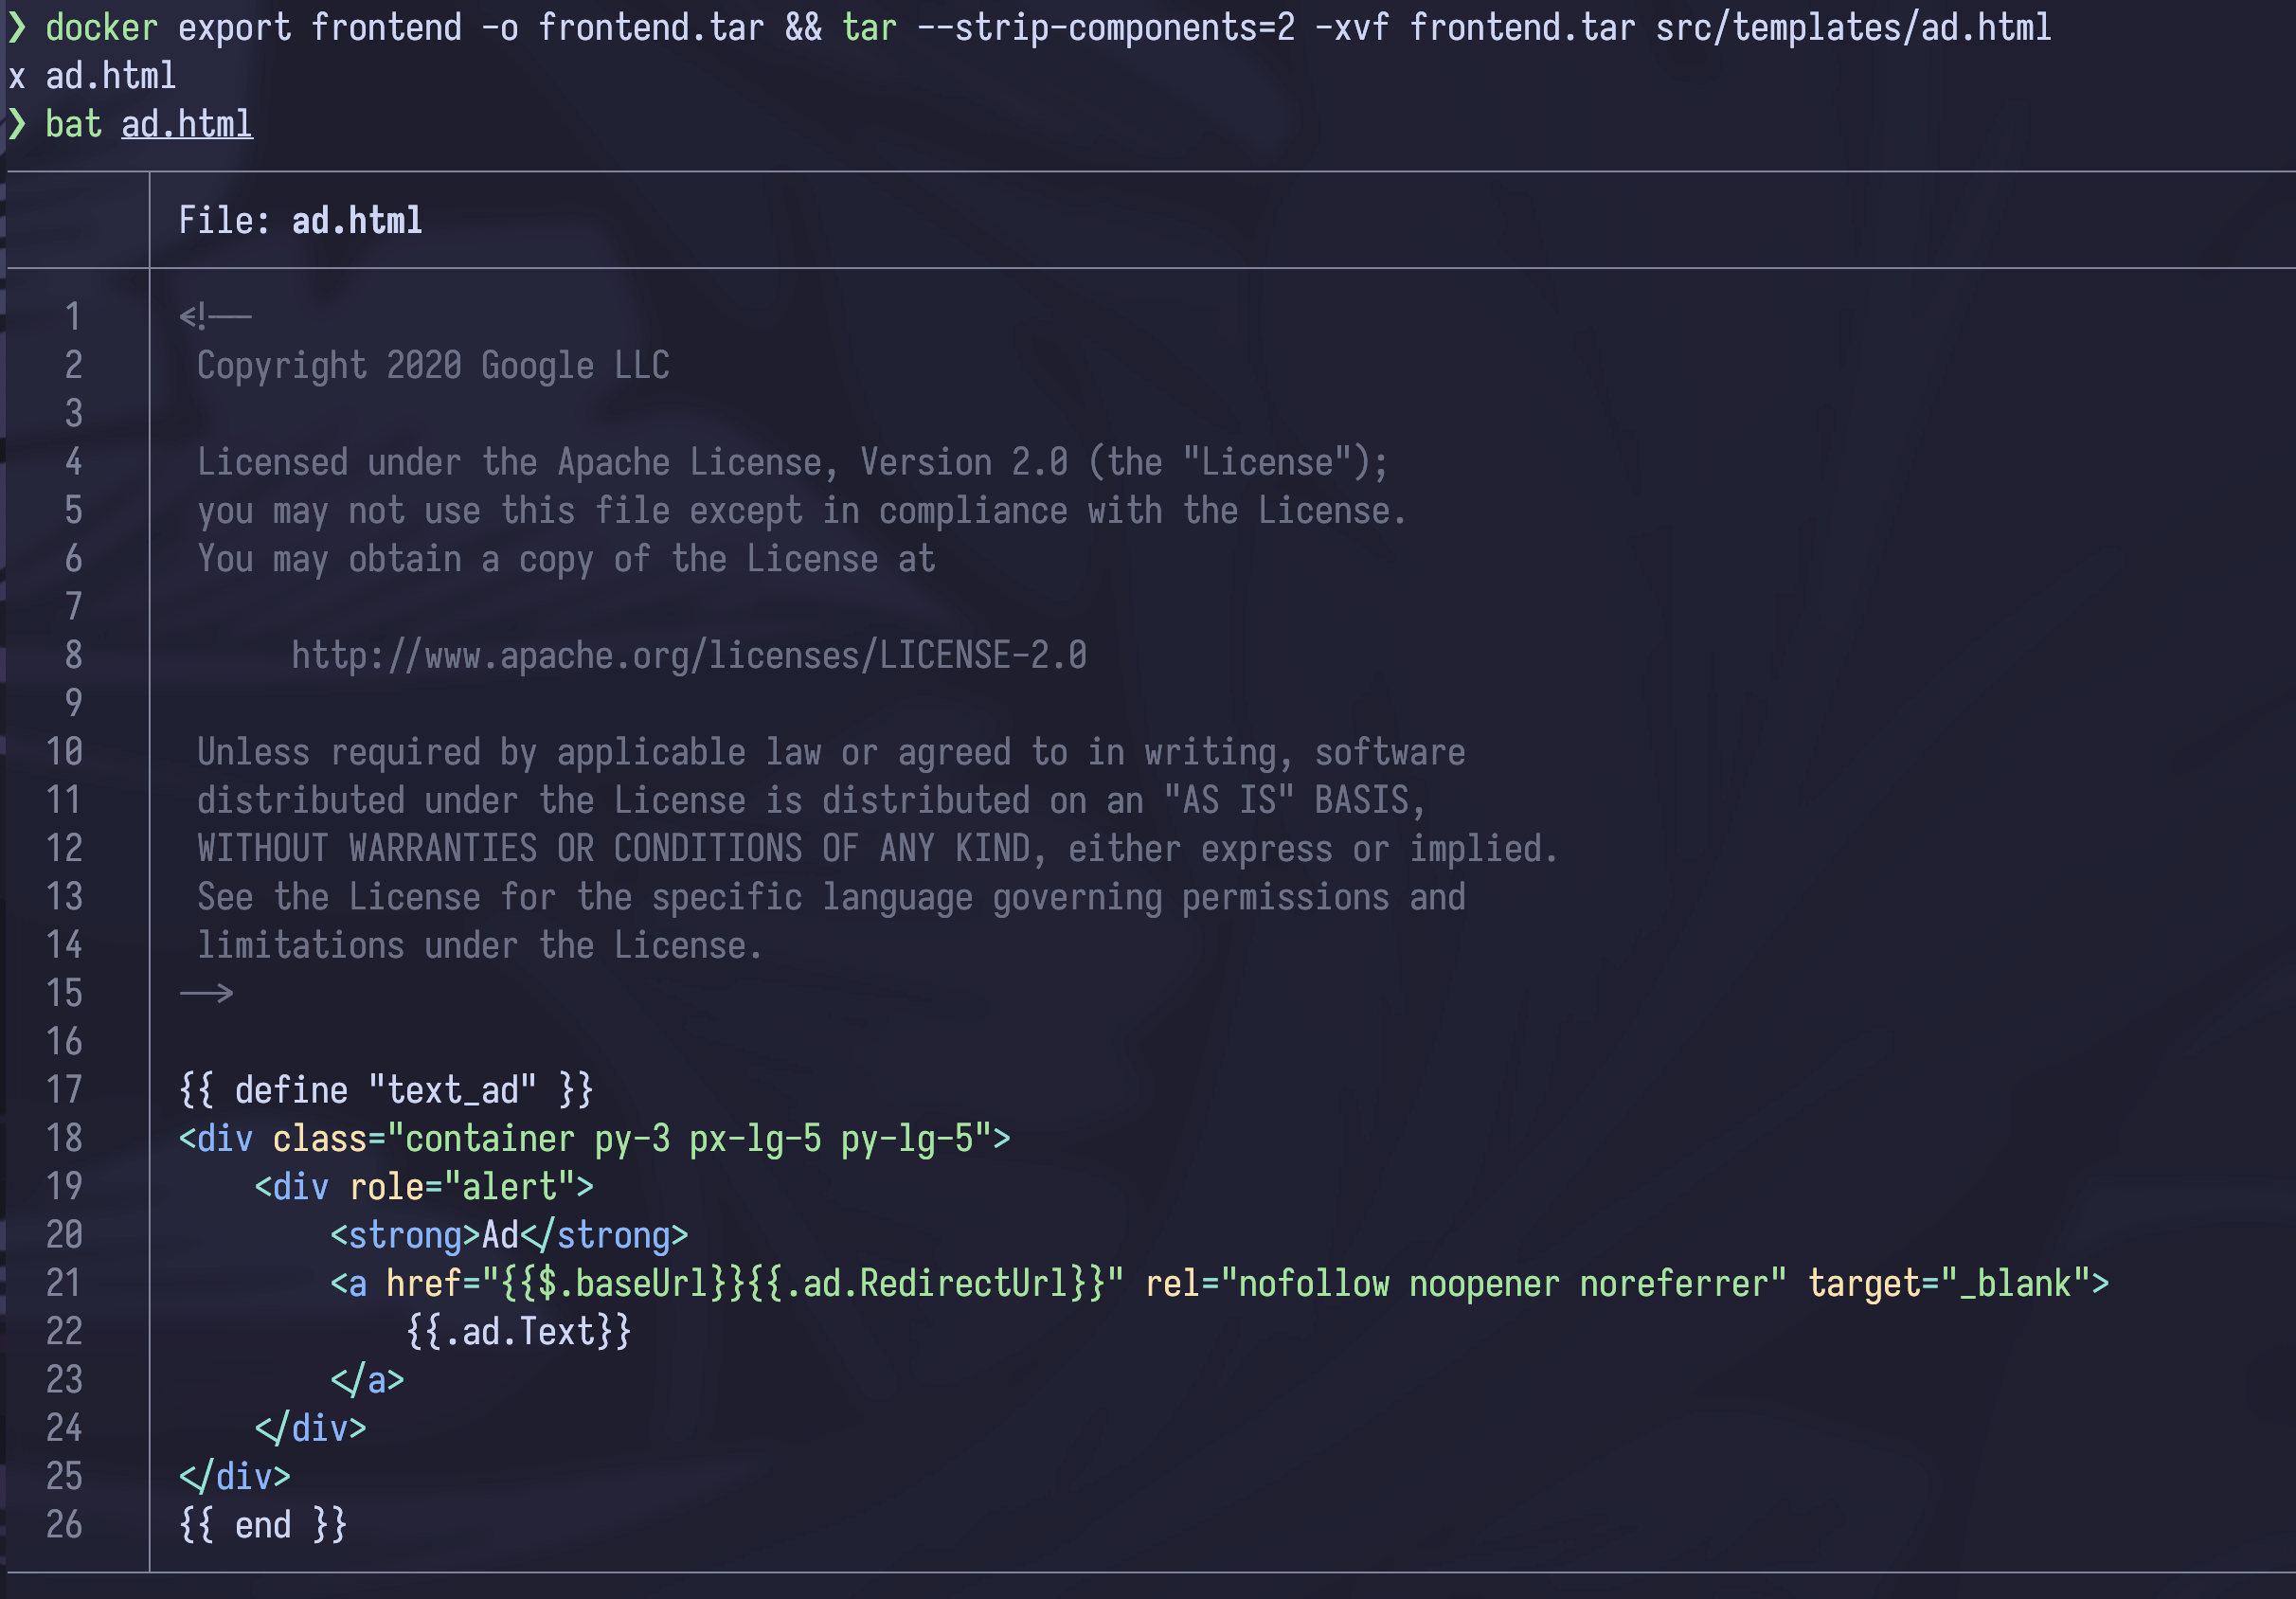 ❯ docker export frontend -o frontend.tar && tar --strip-components=2 -xvf frontend.tar src/templates/ad.html
x ad.html
❯ bat ad.html
File: ad.html
1 <!--
2  Copyright 2020 Google LLC
3
4  Licensed under the Apache License, Version 2.0 (the "License");
5  you may not use this file except in compliance with the License.
6  You may obtain a copy of the License at
7
8       http://www.apache.org/licenses/LICENSE-2.0
9
10  Unless required by applicable law or agreed to in writing, software
11  distributed under the License is distributed on an "AS IS" BASIS,
12  WITHOUT WARRANTIES OR CONDITIONS OF ANY KIND, either express or implied.
13  See the License for the specific language governing permissions and
14  limitations under the License.
15 -->
16
17 {{ define "text_ad" }}
18 <div class="container py-3 px-lg-5 py-lg-5">
19     <div role="alert">
20         <strong>Ad</strong>
21         <a href="{{$.baseUrl}}{{.ad.RedirectUrl}}" rel="nofollow noopener noreferrer" target="_blank">
22             {{.ad.Text}}
23         </a>
24     </div>
25 </div>
26 {{ end }}